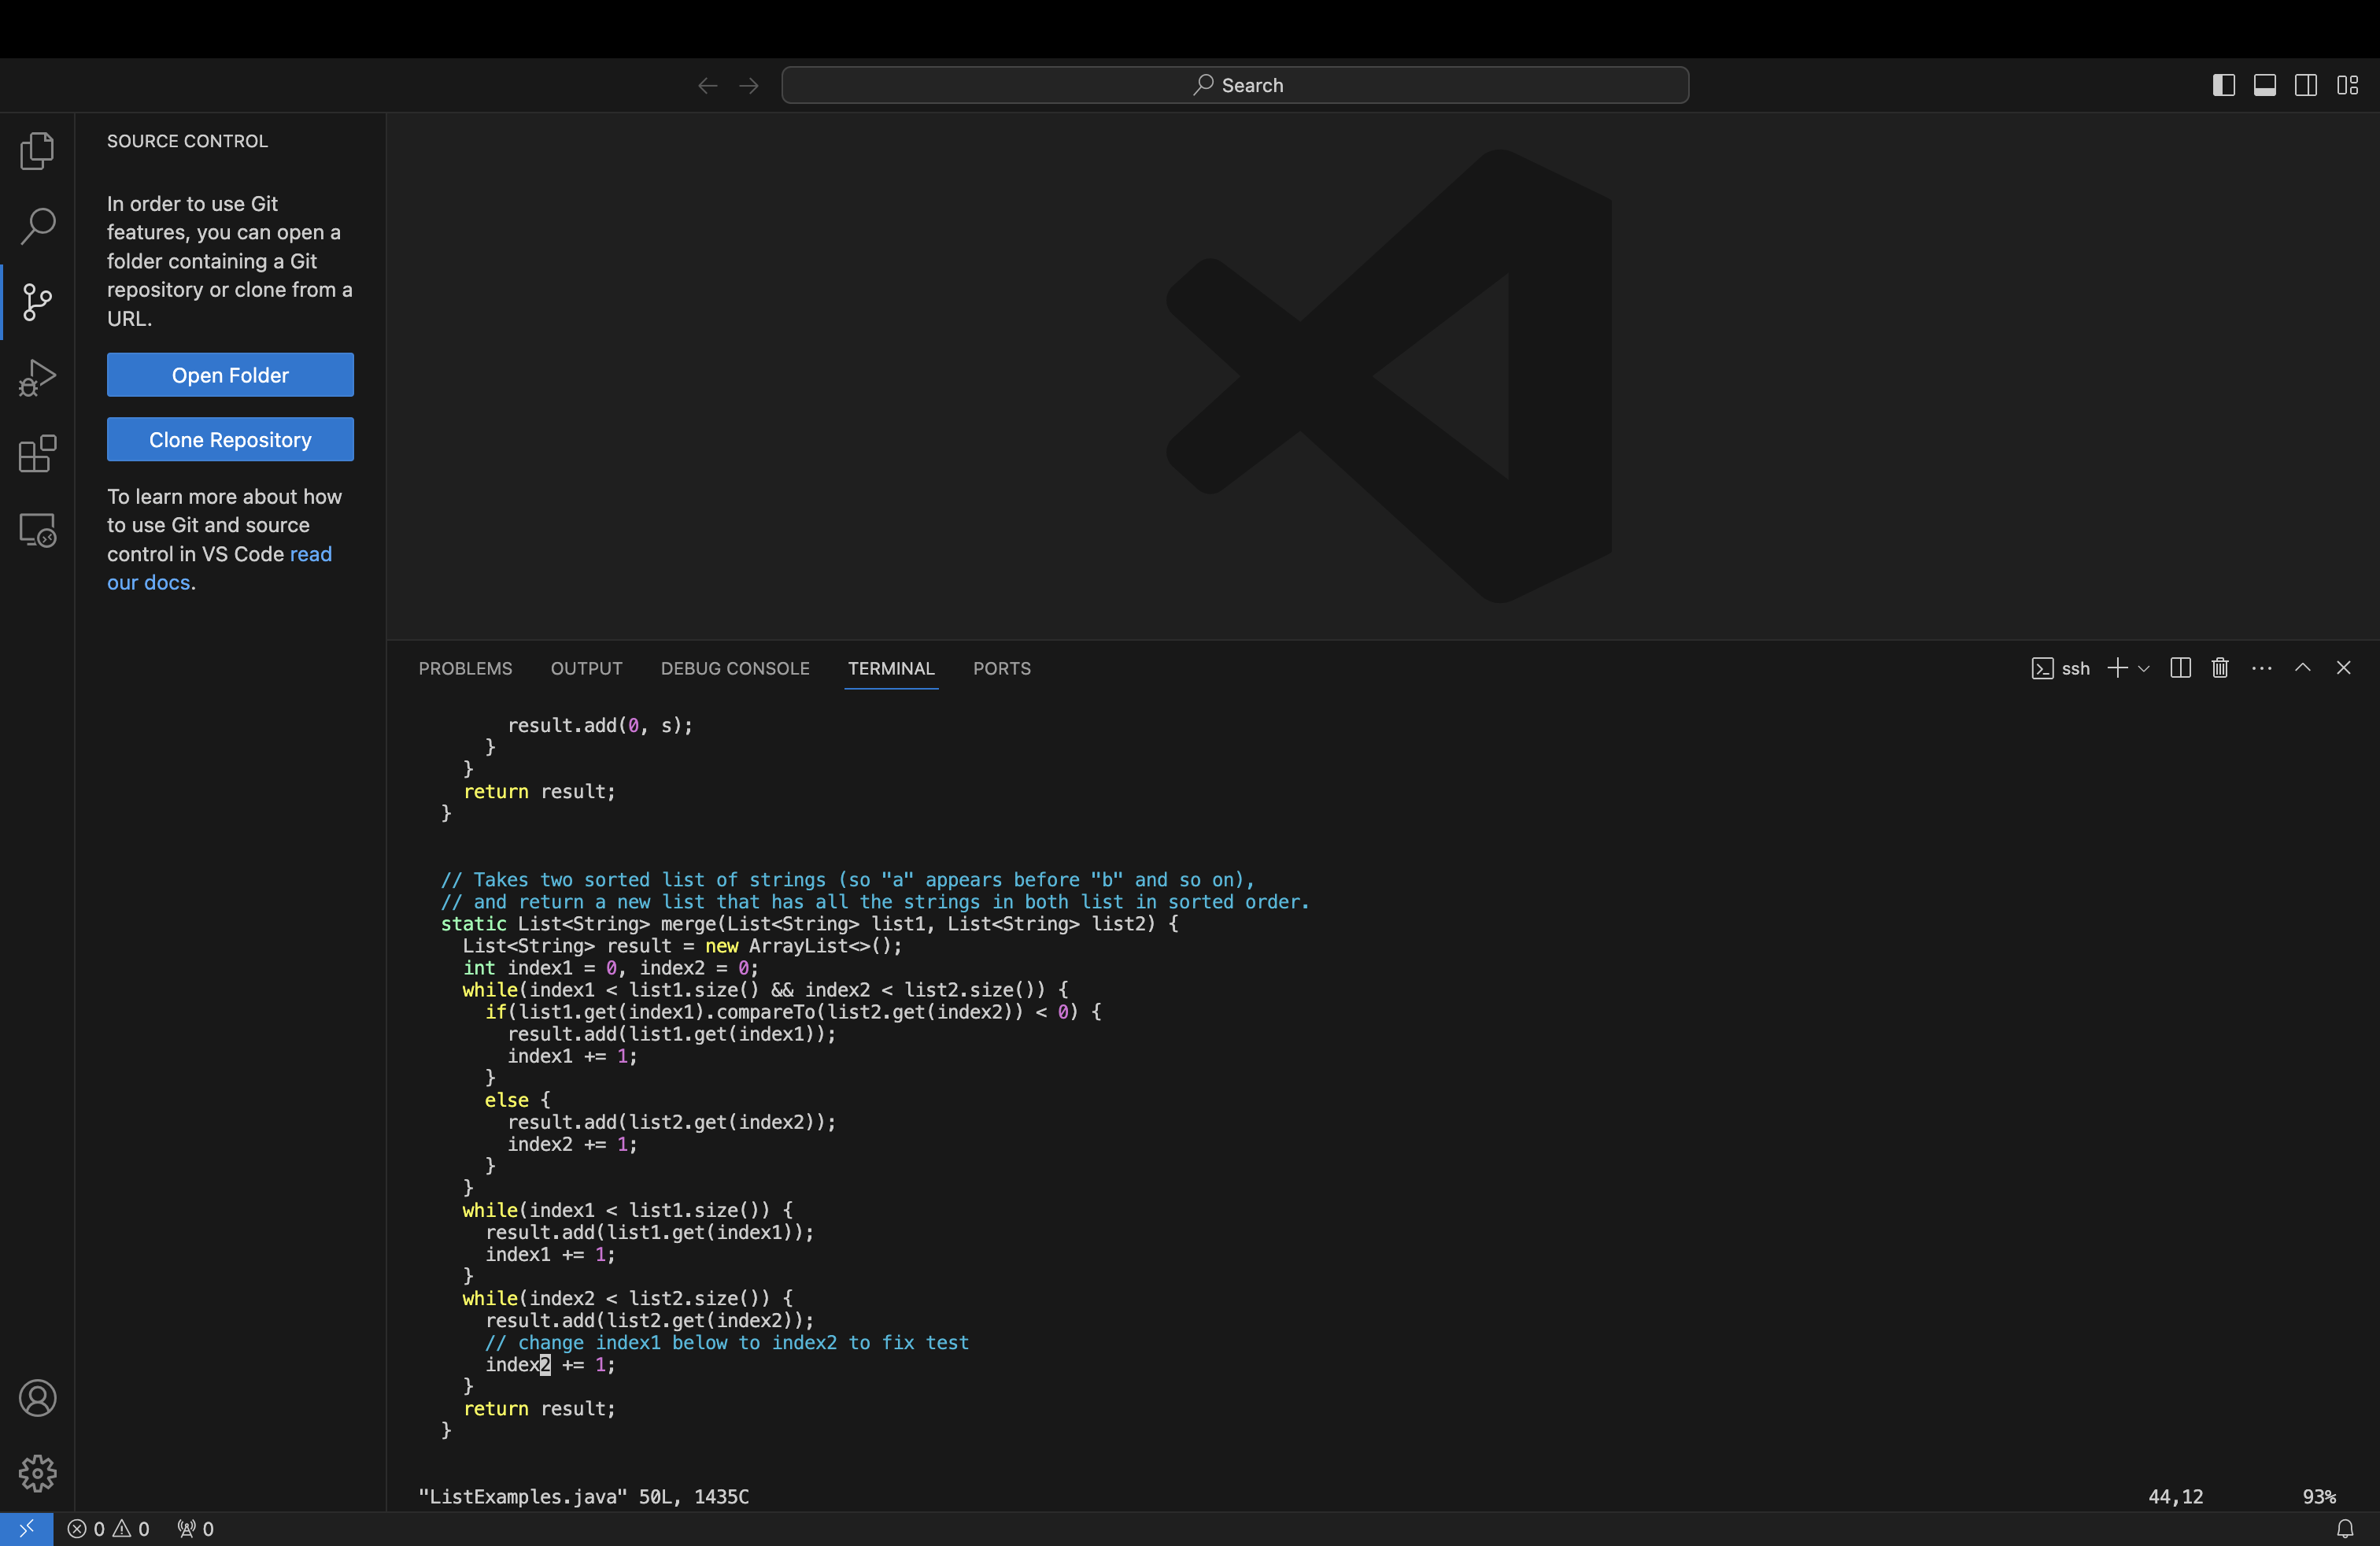 Search
SOURCE CONTROL
In order to use Git
features, you can open a
folder containing a Git
repository or clone from a
URL.
Open Folder
Clone Repository
To learn more about how
to use Git and source
control in VS Code read
our docs.
PROBLEMS OUTPUT DEBUG CONSOLE TERMINAL PORTS
ssh
      result.add(0, s);
    }
  }
  return result;
}
// Takes two sorted list of strings (so "a" appears before "b" and so on),
// and return a new list that has all the strings in both list in sorted order.
static List<String> merge(List<String> list1, List<String> list2) {
  List<String> result = new ArrayList<>();
  int index1 = 0, index2 = 0;
  while(index1 < list1.size() && index2 < list2.size()) {
    if(list1.get(index1).compareTo(list2.get(index2)) < 0) {
      result.add(list1.get(index1));
      index1 += 1;
    }
    else {
      result.add(list2.get(index2));
      index2 += 1;
    }
  }
  while(index1 < list1.size()) {
    result.add(list1.get(index1));
    index1 += 1;
  }
  while(index2 < list2.size()) {
    result.add(list2.get(index2));
    // change index1 below to index2 to fix test
    index2 += 1;
  }
  return result;
}
"ListExamples.java" 50L, 1435C 44,12 93%
0 0 0